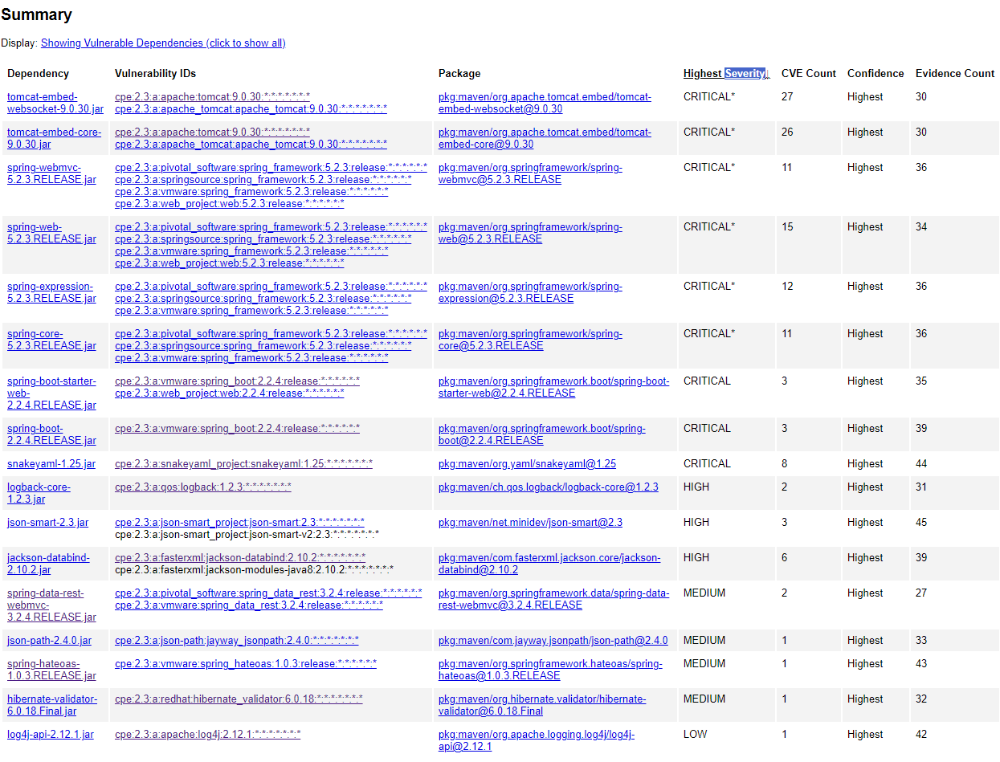 Summary
Display: Showing Vulnerable Dependencies (click to show all)
Dependency Vulnerability IDs Package Highest Severity↓ CVE Count Confidence Evidence Count
tomcat-embed- cpe:2.3:a:apache:tomcat:9.0.30:*:*:*:*:*:*:* pkg:maven/org.apache.tomcat.embed/tomcat- CRITICAL* 27 Highest 30
websocket-9.0.30.jar cpe:2.3:a:apache_tomcat:apache_tomcat:9.0.30:*:*:*:*:*:*:* embed-websocket@9.0.30
tomcat-embed-core- cpe:2.3:a:apache:tomcat:9.0.30:*:*:*:*:*:*:* pkg:maven/org.apache.tomcat.embed/tomcat- CRITICAL* 26 Highest 30
9.0.30.jar cpe:2.3:a:apache_tomcat:apache_tomcat:9.0.30:*:*:*:*:*:*:* embed-core@9.0.30
spring-webmvc- cpe:2.3:a:pivotal_software:spring_framework:5.2.3:release:*:*:*:*:*:* pkg:maven/org.springframework/spring- CRITICAL* 11 Highest 36
5.2.3.RELEASE.jar cpe:2.3:a:springsource:spring_framework:5.2.3:release:*:*:*:*:*:* webmvc@5.2.3.RELEASE
cpe:2.3:a:vmware:spring_framework:5.2.3:release:*:*:*:*:*:*
cpe:2.3:a:web_project:web:5.2.3:release:*:*:*:*:*:*
spring-web- cpe:2.3:a:pivotal_software:spring_framework:5.2.3:release:*:*:*:*:*:* pkg:maven/org.springframework/spring- CRITICAL* 15 Highest 34
5.2.3.RELEASE.jar cpe:2.3:a:springsource:spring_framework:5.2.3:release:*:*:*:*:*:* web@5.2.3.RELEASE
cpe:2.3:a:vmware:spring_framework:5.2.3:release:*:*:*:*:*:*
cpe:2.3:a:web_project:web:5.2.3:release:*:*:*:*:*:*
spring-expression- cpe:2.3:a:pivotal_software:spring_framework:5.2.3:release:*:*:*:*:*:* pkg:maven/org.springframework/spring- CRITICAL* 12 Highest 36
5.2.3.RELEASE.jar cpe:2.3:a:springsource:spring_framework:5.2.3:release:*:*:*:*:*:* expression@5.2.3.RELEASE
cpe:2.3:a:vmware:spring_framework:5.2.3:release:*:*:*:*:*:*
spring-core- cpe:2.3:a:pivotal_software:spring_framework:5.2.3:release:*:*:*:*:*:* pkg:maven/org.springframework/spring- CRITICAL* 11 Highest 36
5.2.3.RELEASE.jar cpe:2.3:a:springsource:spring_framework:5.2.3:release:*:*:*:*:*:* core@5.2.3.RELEASE
cpe:2.3:a:vmware:spring_framework:5.2.3:release:*:*:*:*:*:*
spring-boot-starter- cpe:2.3:a:vmware:spring_boot:2.2.4:release:*:*:*:*:*:* pkg:maven/org.springframework.boot/spring-boot- CRITICAL 3 Highest 35
web- cpe:2.3:a:web_project:web:2.2.4:release:*:*:*:*:*:* starter-web@2.2.4.RELEASE
2.2.4.RELEASE.jar
spring-boot- cpe:2.3:a:vmware:spring_boot:2.2.4:release:*:*:*:*:*:* pkg:maven/org.springframework.boot/spring- CRITICAL 3 Highest 39
2.2.4.RELEASE.jar boot@2.2.4.RELEASE
snakeyaml-1.25.jar cpe:2.3:a:snakeyaml_project:snakeyaml:1.25:*:*:*:*:*:*:* pkg:maven/org.yaml/snakeyaml@1.25 CRITICAL 8 Highest 44
logback-core- cpe:2.3:a:qos:logback:1.2.3:*:*:*:*:*:*:* pkg:maven/ch.qos.logback/logback-core@1.2.3 HIGH 2 Highest 31
1.2.3.jar
json-smart-2.3.jar cpe:2.3:a:json-smart_project:json-smart:2.3:*:*:*:*:*:*:* pkg:maven/net.minidev/json-smart@2.3 HIGH 3 Highest 45
cpe:2.3:a:json-smart_project:json-smart-v2:2.3:*:*:*:*:*:*:*
jackson-databind- cpe:2.3:a:fasterxml:jackson-databind:2.10.2:*:*:*:*:*:*:* pkg:maven/com.fasterxml.jackson.core/jackson- HIGH 6 Highest 39
2.10.2.jar cpe:2.3:a:fasterxml:jackson-modules-java8:2.10.2:*:*:*:*:*:*:* databind@2.10.2
spring-data-rest- cpe:2.3:a:pivotal_software:spring_data_rest:3.2.4:release:*:*:*:*:*:* pkg:maven/org.springframework.data/spring-data- MEDIUM 2 Highest 27
webmvc- cpe:2.3:a:vmware:spring_data_rest:3.2.4:release:*:*:*:*:*:* rest-webmvc@3.2.4.RELEASE
3.2.4.RELEASE.jar
json-path-2.4.0.jar cpe:2.3:a:json-path:jayway_jsonpath:2.4.0:*:*:*:*:*:*:* pkg:maven/com.jayway.jsonpath/json-path@2.4.0 MEDIUM 1 Highest 33
spring-hateoas- cpe:2.3:a:vmware:spring_hateoas:1.0.3:release:*:*:*:*:*:* pkg:maven/org.springframework.hateoas/spring- MEDIUM 1 Highest 43
1.0.3.RELEASE.jar hateoas@1.0.3.RELEASE
hibernate-validator- cpe:2.3:a:redhat:hibernate_validator:6.0.18:*:*:*:*:*:*:* pkg:maven/org.hibernate.validator/hibernate- MEDIUM 1 Highest 32
6.0.18.Final.jar validator@6.0.18.Final
log4j-api-2.12.1.jar cpe:2.3:a:apache:log4j:2.12.1:*:*:*:*:*:*:* pkg:maven/org.apache.logging.log4j/log4j- LOW 1 Highest 42
api@2.12.1